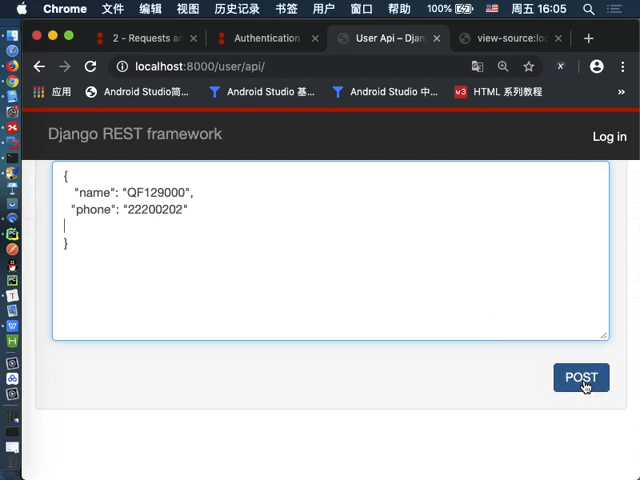 Chrome 文件 编辑 视图 历史记录 书签 用户 窗口 帮助 100% 周五 16:05
2 - Requests an Authentication User Api – Djan view-source:lo
localhost:8000/user/api/
应用 Android Studio简... Android Studio 基... Android Studio 中... v3 HTML 系列教程 »
Django REST framework
Log in
{
"name": "QF129000",
"phone": "22200202"
}
POST